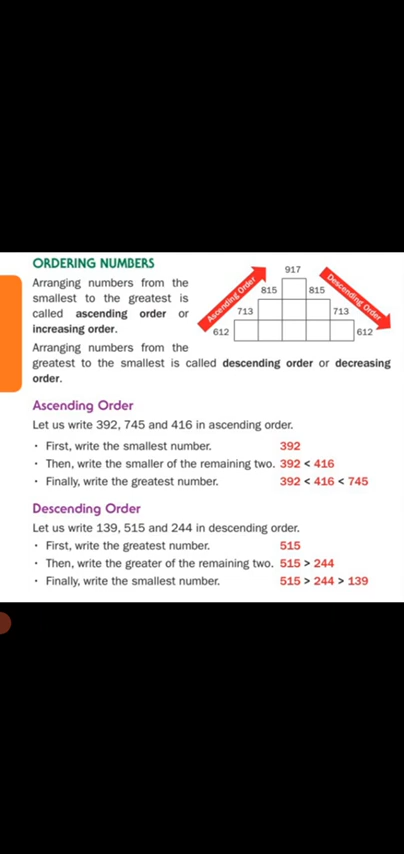 ORDERING NUMBERS
Arranging numbers from the
smallest to the greatest is
called ascending order or
increasing order.
917
815
815
713
713
612
612
Ascending Order
Descending Order
Arranging numbers from the
greatest to the smallest is called descending order or decreasing
order.
Ascending Order
Let us write 392, 745 and 416 in ascending order.
• First, write the smallest number. 392
• Then, write the smaller of the remaining two. 392 < 416
• Finally, write the greatest number. 392 < 416 < 745
Descending Order
Let us write 139, 515 and 244 in descending order.
• First, write the greatest number. 515
• Then, write the greater of the remaining two. 515 > 244
• Finally, write the smallest number. 515 > 244 > 139